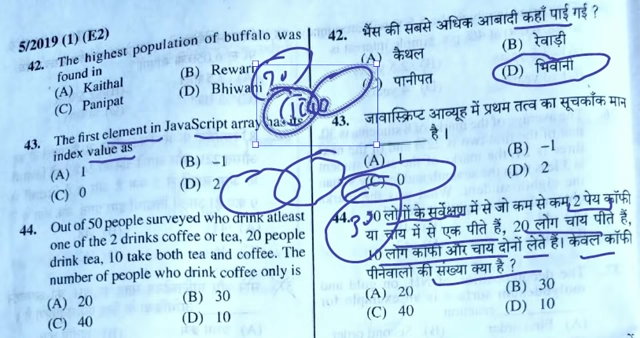 5/2019 (1) (E2)
42. The highest population of buffalo was
found in
(A) Kaithal (B) Rewari
(C) Panipat (D) Bhiwani
43. The first element in JavaScript array has its
index value as
(A) 1 (B) −1
(C) 0 (D) 2
44. Out of 50 people surveyed who drink atleast
one of the 2 drinks coffee or tea, 20 people
drink tea, 10 take both tea and coffee. The
number of people who drink coffee only is
(A) 20 (B) 30
(C) 40 (D) 10
42. भैंस की सबसे अधिक आबादी कहाँ पाई गई ?
(A) कैथल (B) रेवाड़ी
पानीपत (D) भिवानी
43. जावास्क्रिप्ट आव्यूह में प्रथम तत्व का सूचकाँक मान
है ।
(A) 1 (B) −1
(C) 0 (D) 2
44. 50 लोगों के सर्वेक्षण में से जो कम से कम 2 पेय कॉफी
या चाय में से एक पीते हैं, 20 लोग चाय पीते हैं,
10 लोग काफी और चाय दोनों लेते है। केवल कॉफी
पीनेवालों की संख्या क्या है ?
(A) 20 (B) 30
(C) 40 (D) 10